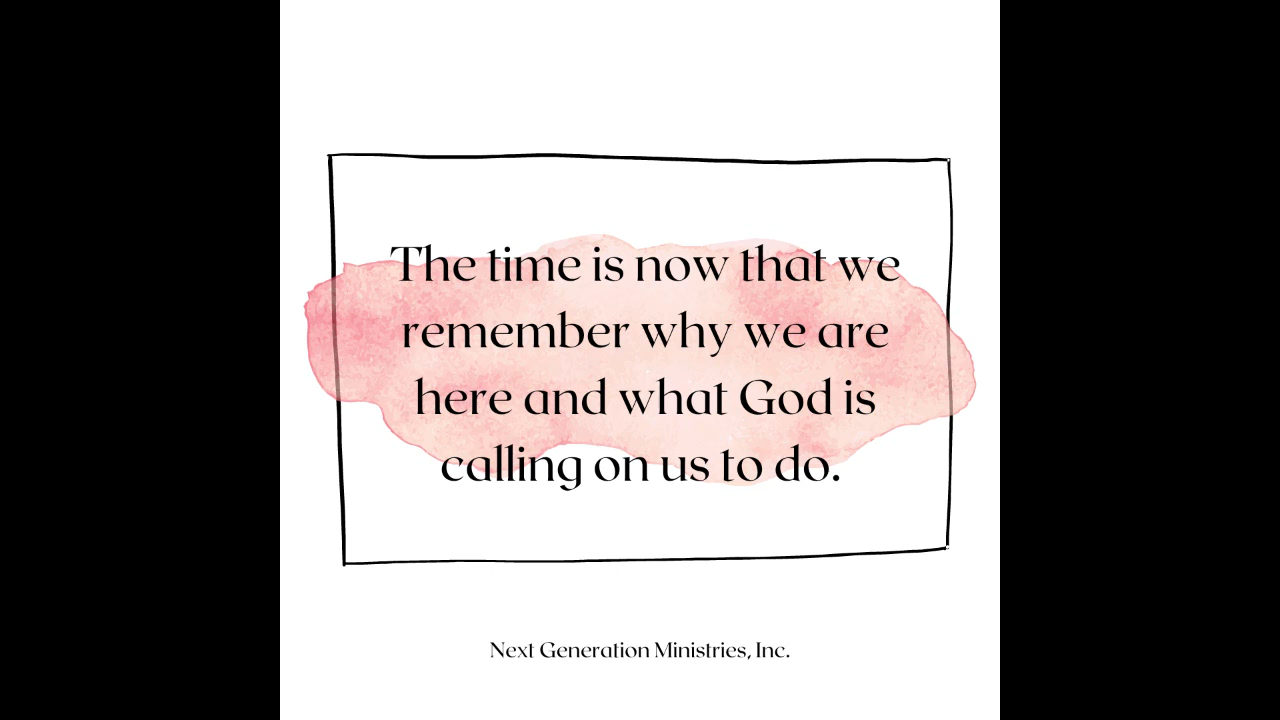 The time is now that we
remember why we are
here and what God is
calling on us to do.
Next Generation Ministries, Inc.